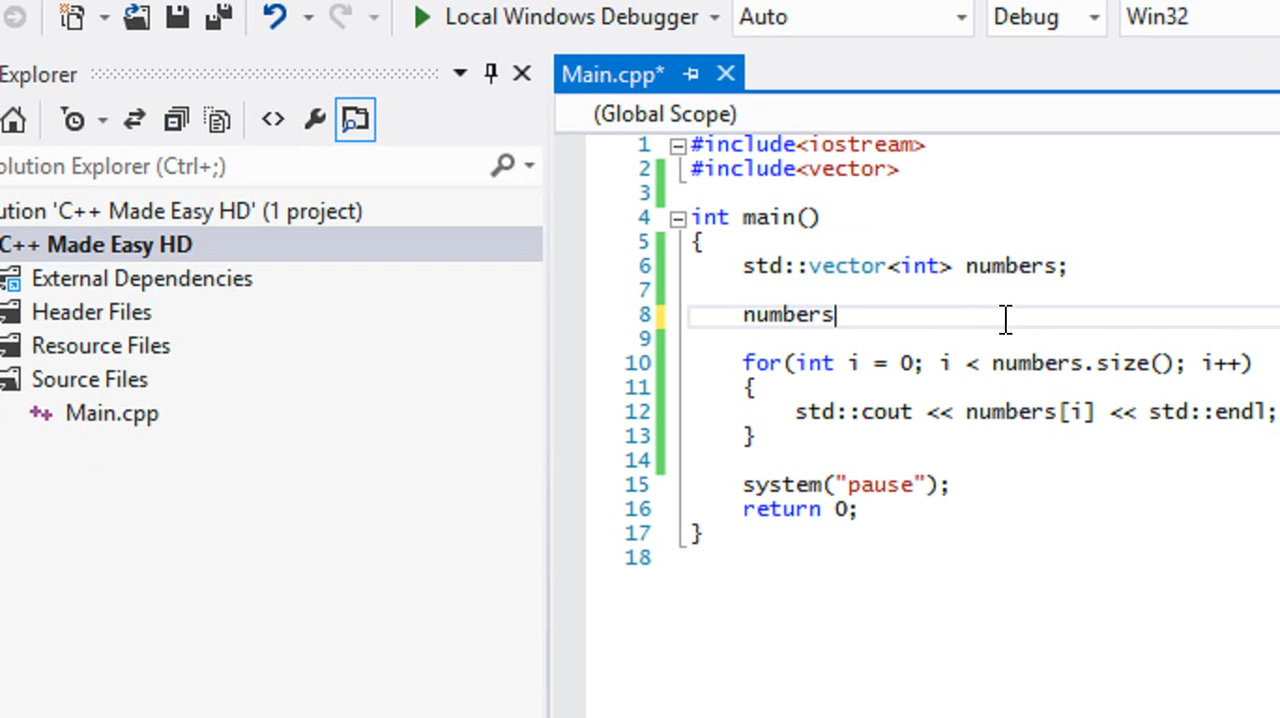 Local Windows Debugger Auto Debug Win32
Explorer
Main.cpp*
(Global Scope)
olution Explorer (Ctrl+;)
ution 'C++ Made Easy HD' (1 project)
C++ Made Easy HD
External Dependencies
Header Files
Resource Files
Source Files
Main.cpp
1 #include<iostream>
2 #include<vector>
3
4 int main()
5 {
6 std::vector<int> numbers;
7
8 numbers
9
10 for(int i = 0; i < numbers.size(); i++)
11 {
12 std::cout << numbers[i] << std::endl;
13 }
14
15 system("pause");
16 return 0;
17 }
18